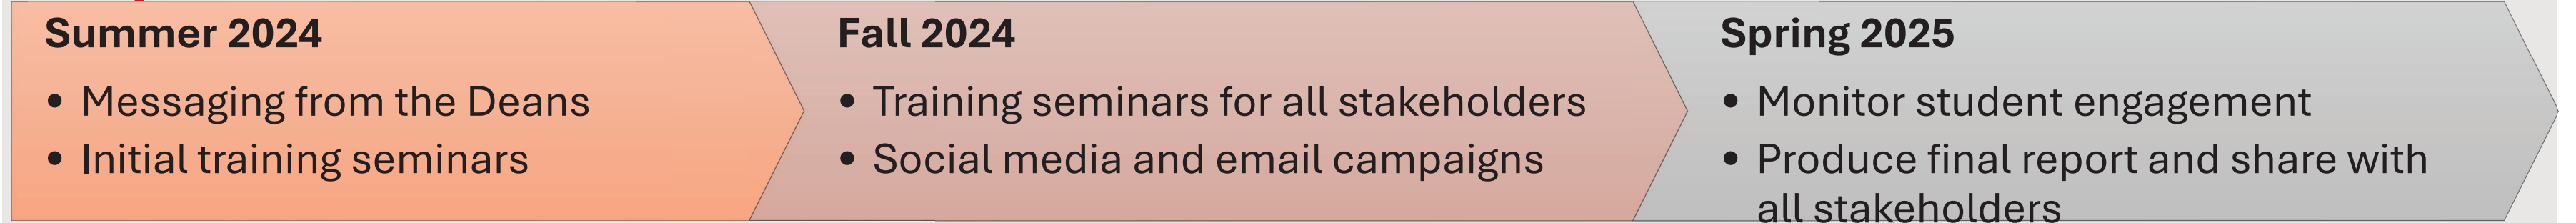 Summer 2024
• Messaging from the Deans
• Initial training seminars
Fall 2024
• Training seminars for all stakeholders
• Social media and email campaigns
Spring 2025
• Monitor student engagement
• Produce final report and share with
all stakeholders